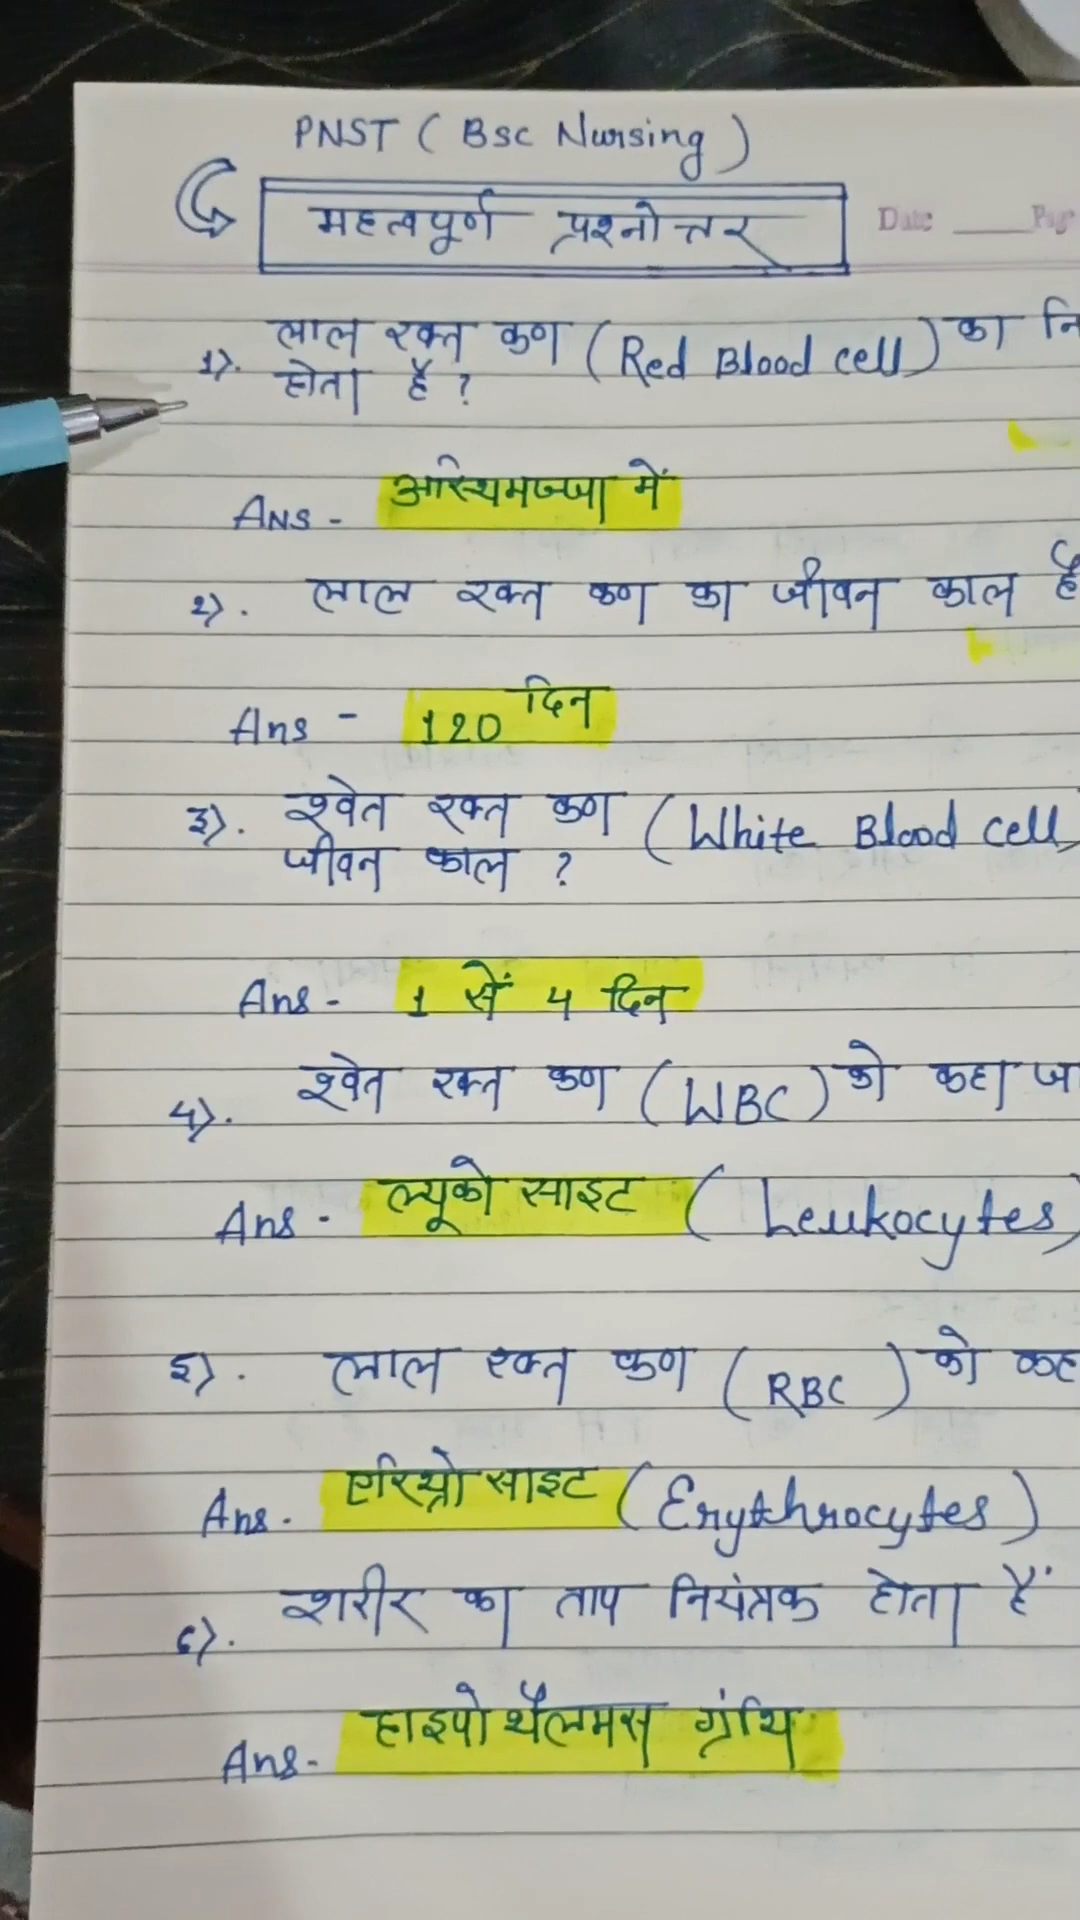 PNST ( Bsc Nursing )
महत्वपूर्ण प्रश्नोत्तर
Date ____ Page
1). लाल रक्त कण ( Red Blood cell ) का नि
होता है ?
ANS - अस्थिमज्जा में
2). लाल रक्त कण का जीवन काल है
Ans - 120 दिन
3). श्वेत रक्त कण ( White Blood cell )
जीवन काल ?
Ans - 1 सें 4 दिन
4). श्वेत रक्त कण ( WBC ) को कहा जा
Ans - ल्यूकोसाइट ( Leukocytes )
5). लाल रक्त कण ( RBC ) को कह
Ans. एरिथ्रोसाइट ( Erythrocytes )
6). शरीर का ताप नियंत्रक होता हैं
Ans- हाइपोथैलमस ग्रंथि